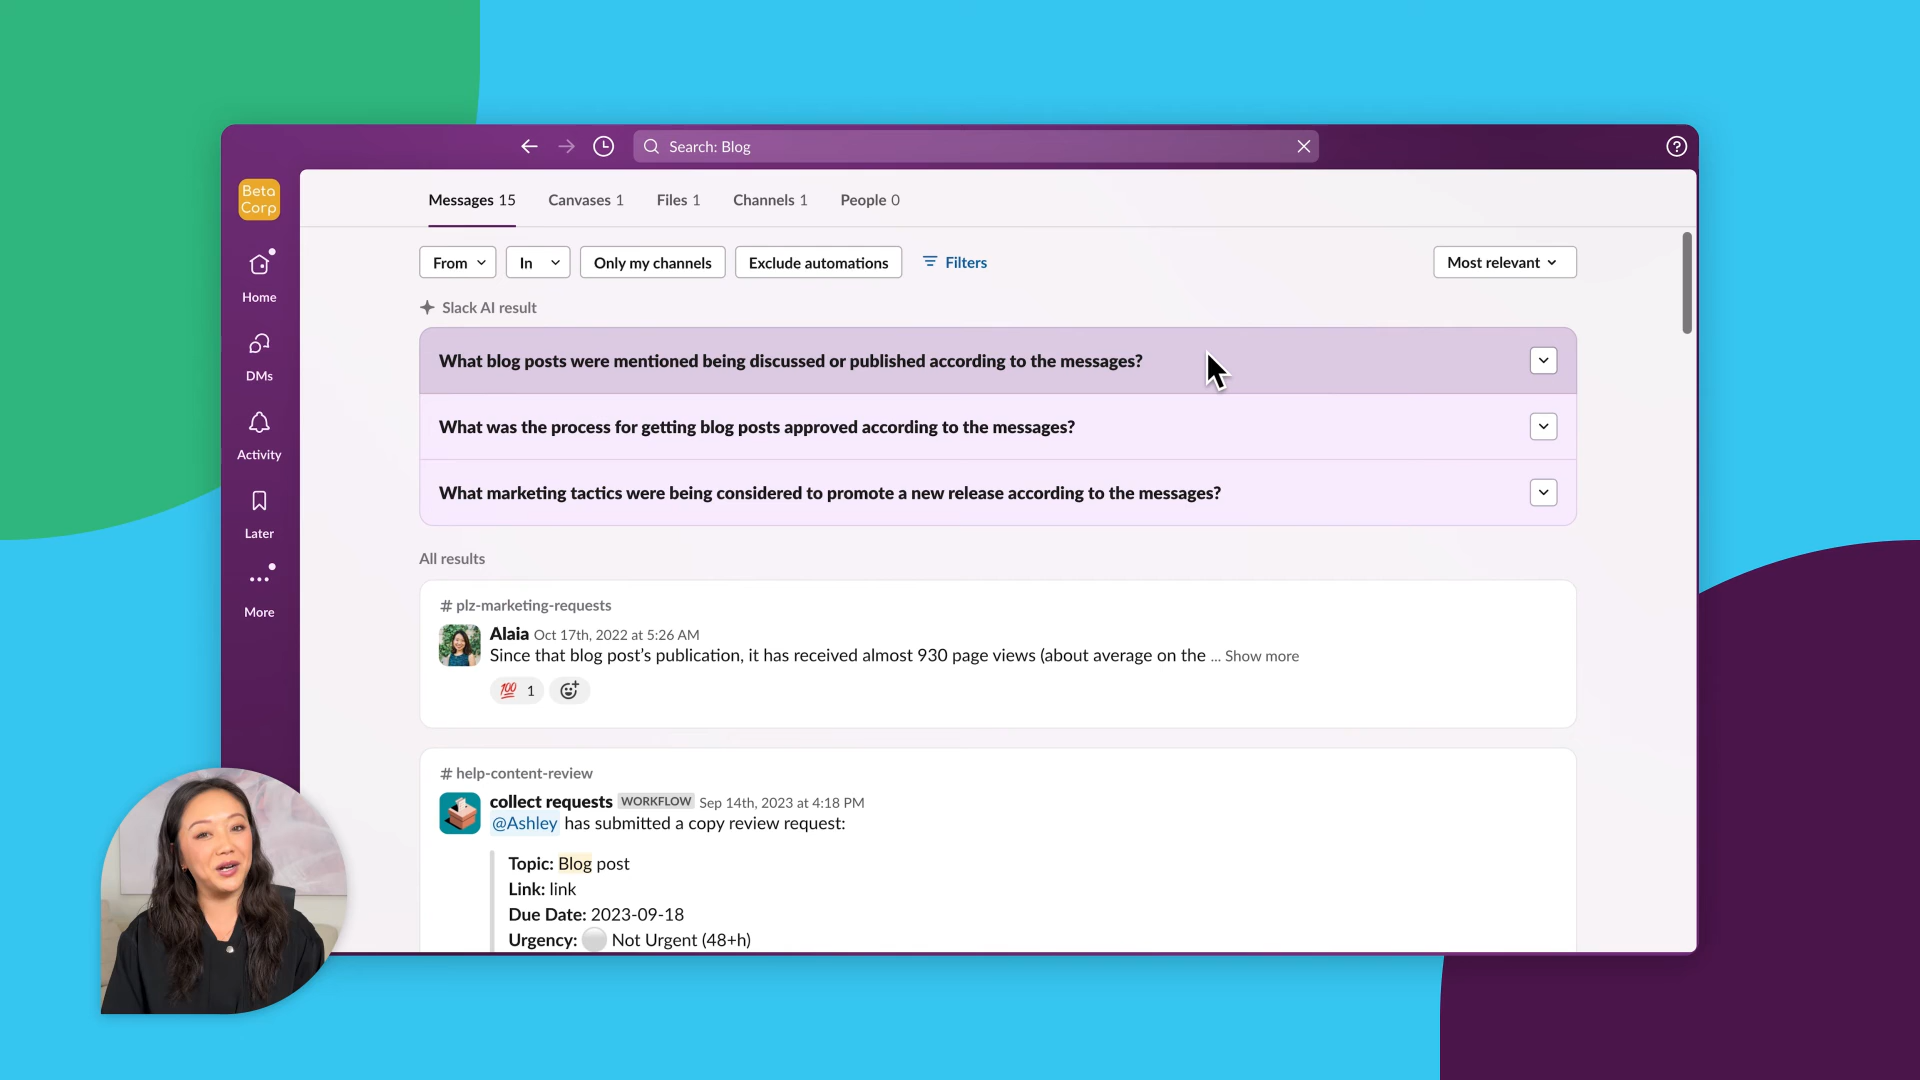 Search: Blog
Beta
Corp
Home
DMs
Activity
Later
More
Messages 15 Canvases 1 Files 1 Channels 1 People 0
From In Only my channels Exclude automations Filters Most relevant
Slack AI result
What blog posts were mentioned being discussed or published according to the messages?
What was the process for getting blog posts approved according to the messages?
What marketing tactics were being considered to promote a new release according to the messages?
All results
# plz-marketing-requests
Alaia Oct 17th, 2022 at 5:26 AM
Since that blog post’s publication, it has received almost 930 page views (about average on the ... Show more
💯 1
# help-content-review
collect requests WORKFLOW Sep 14th, 2023 at 4:18 PM
@Ashley has submitted a copy review request:
Topic: Blog post
Link: link
Due Date: 2023-09-18
Urgency: Not Urgent (48+h)